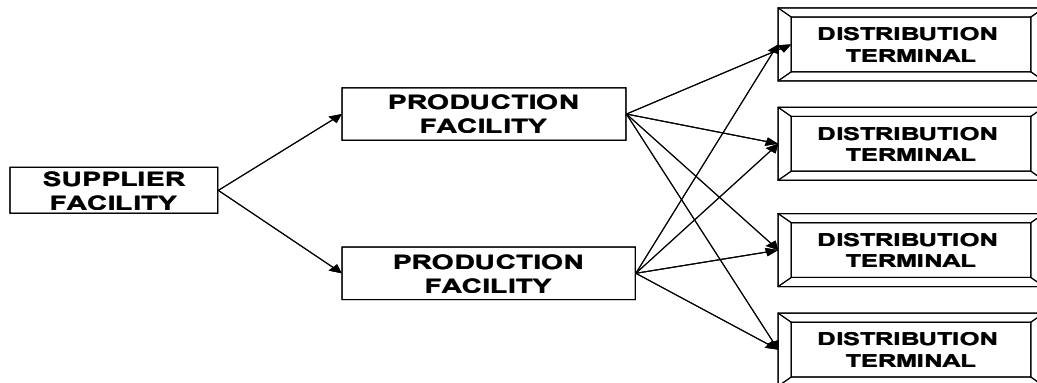 SUPPLIER
FACILITY
PRODUCTION
FACILITY
PRODUCTION
FACILITY
DISTRIBUTION
TERMINAL
DISTRIBUTION
TERMINAL
DISTRIBUTION
TERMINAL
DISTRIBUTION
TERMINAL